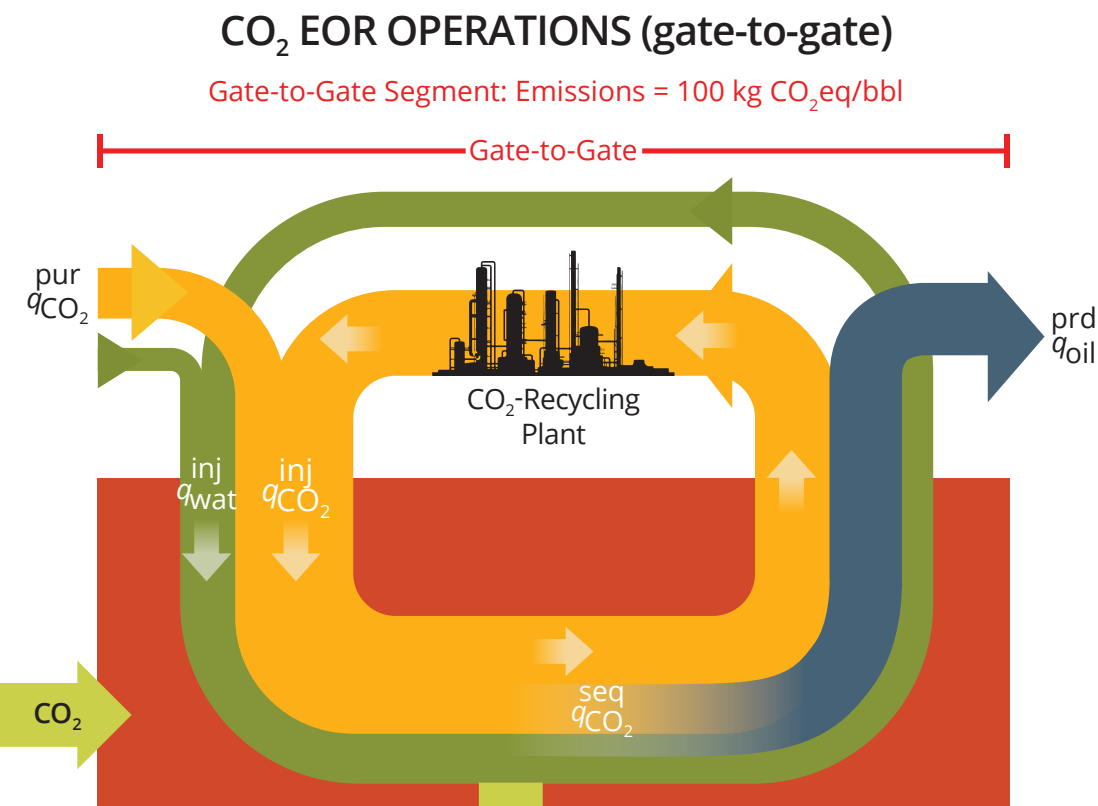 CO₂ EOR OPERATIONS (gate-to-gate)
Gate-to-Gate Segment: Emissions = 100 kg CO₂eq/bbl
Gate-to-Gate
pur
qCO₂
prd
qoil
CO₂-Recycling
Plant
inj
qwat
inj
qCO₂
seq
qCO₂
CO₂